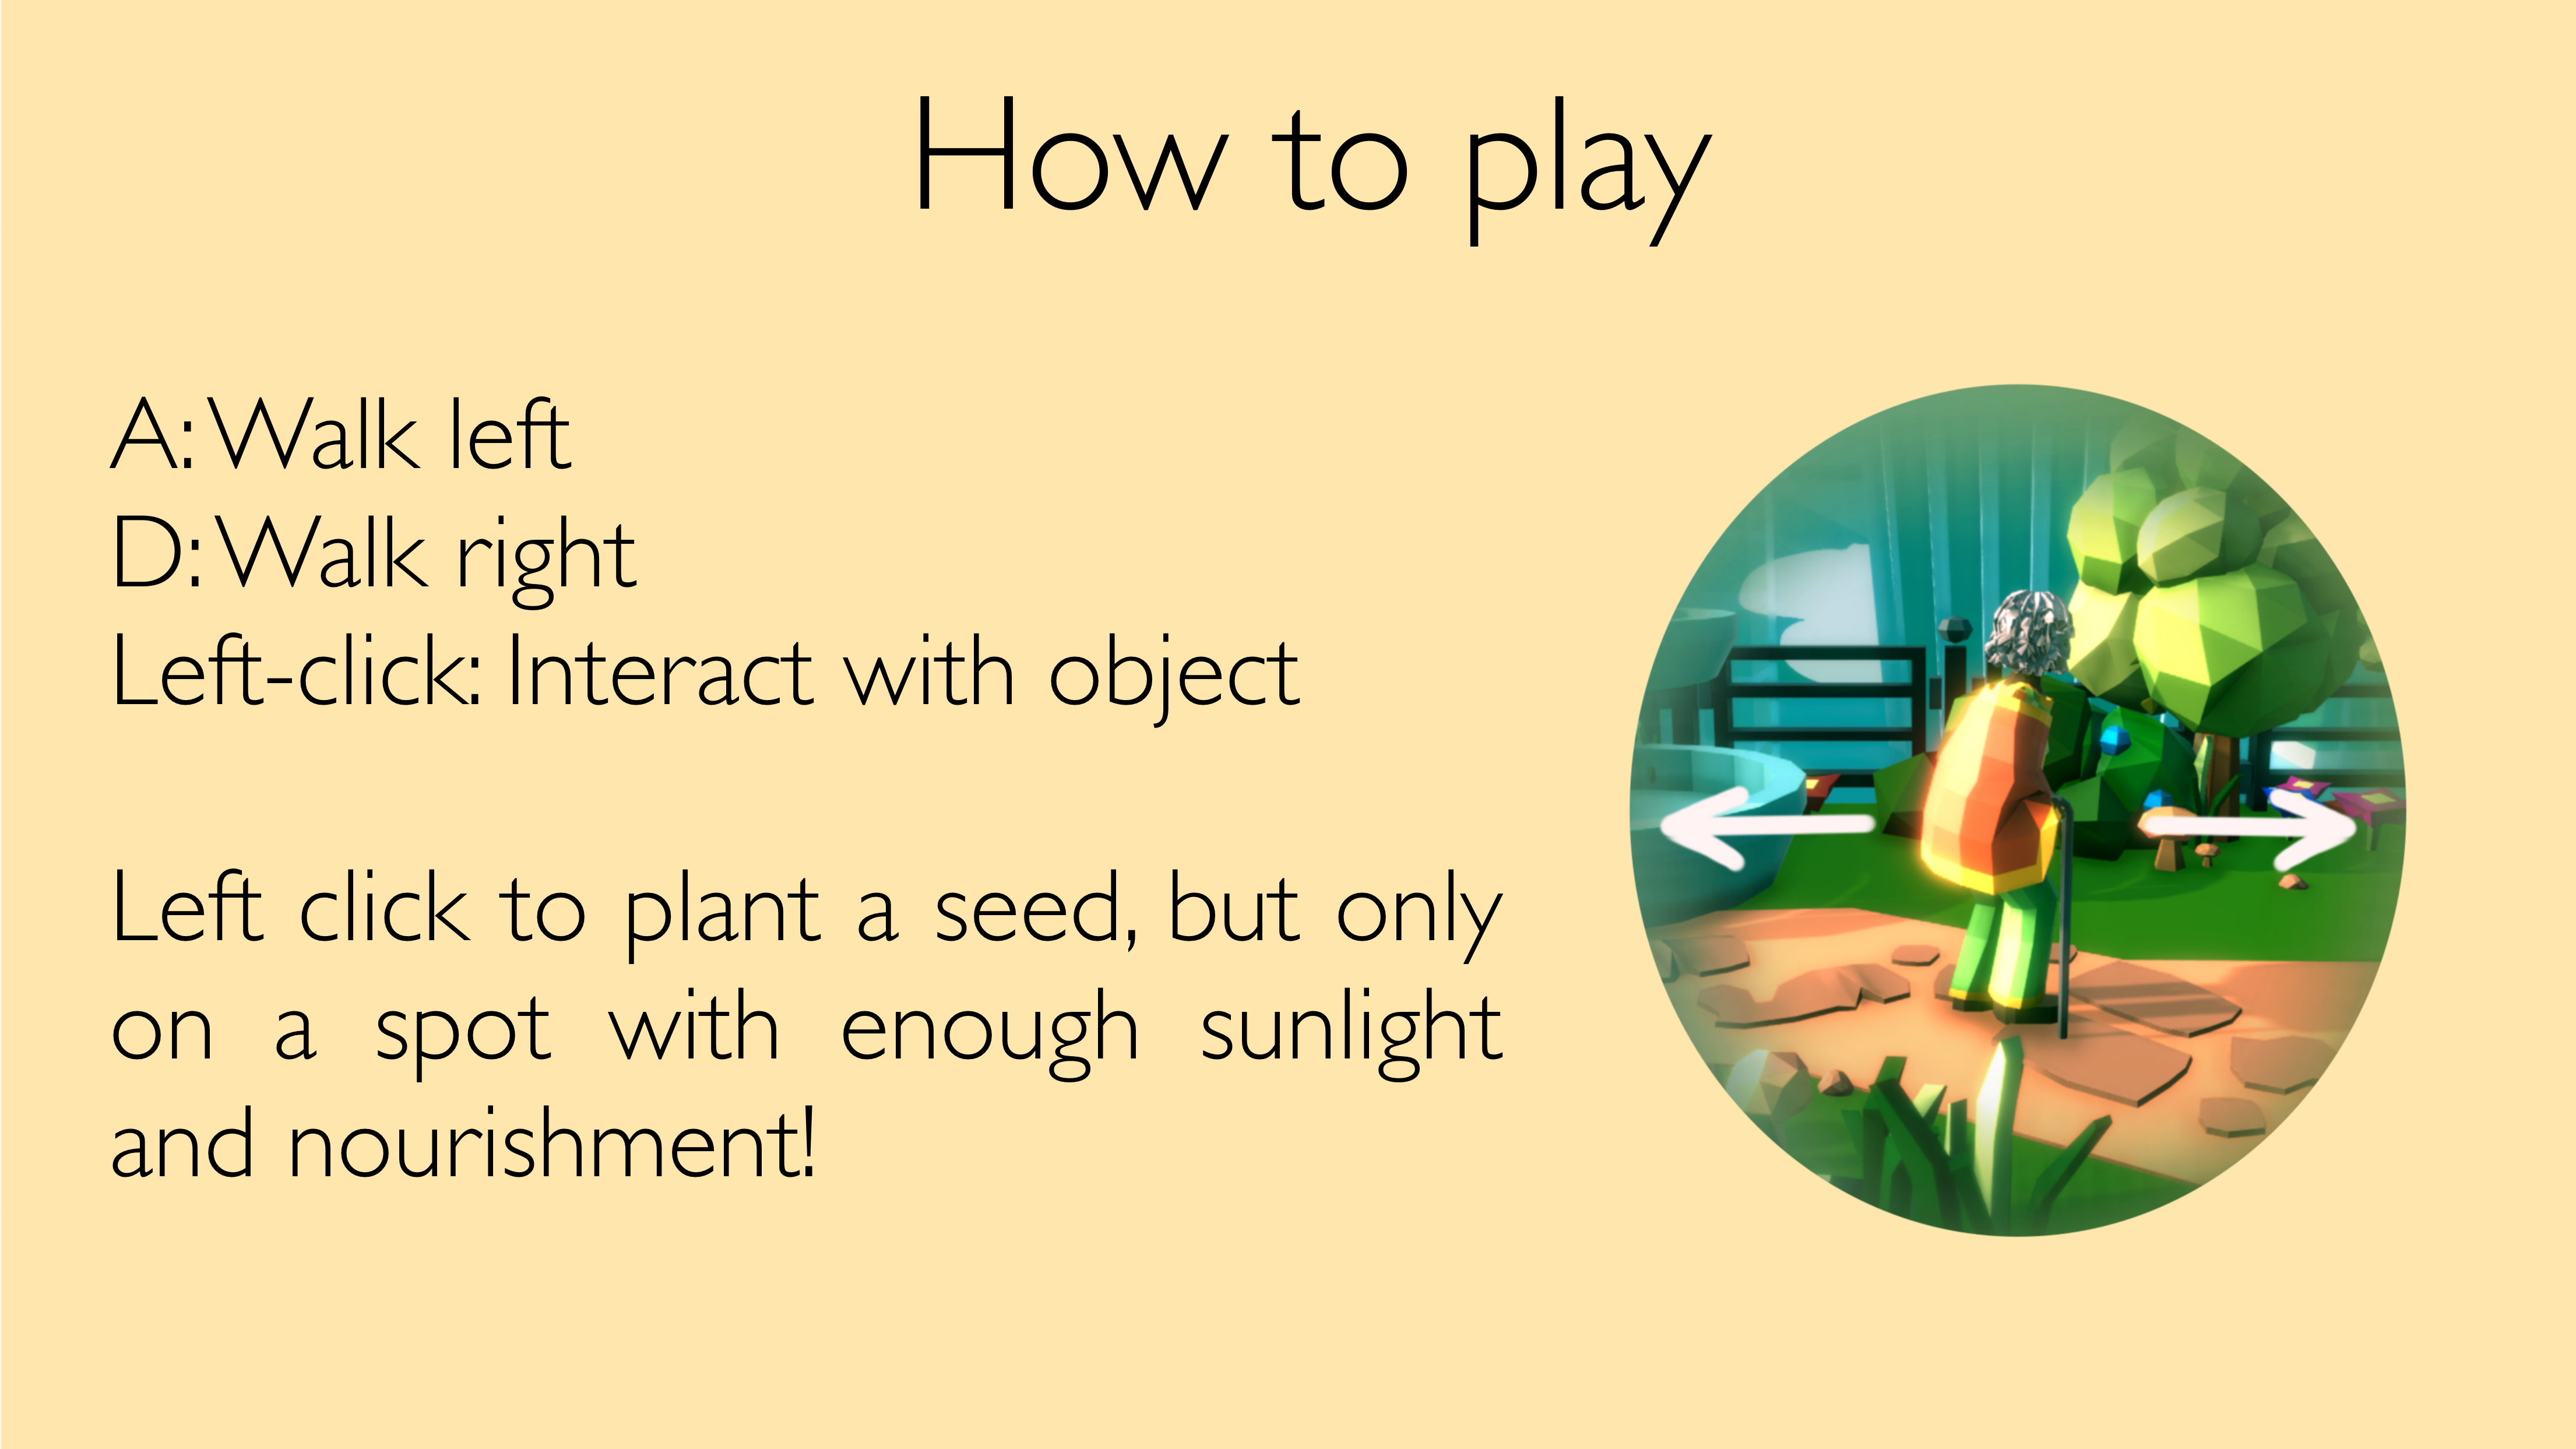 How to play
A: Walk left
D: Walk right
Left-click: Interact with object
Left click to plant a seed, but only
on a spot with enough sunlight
and nourishment!